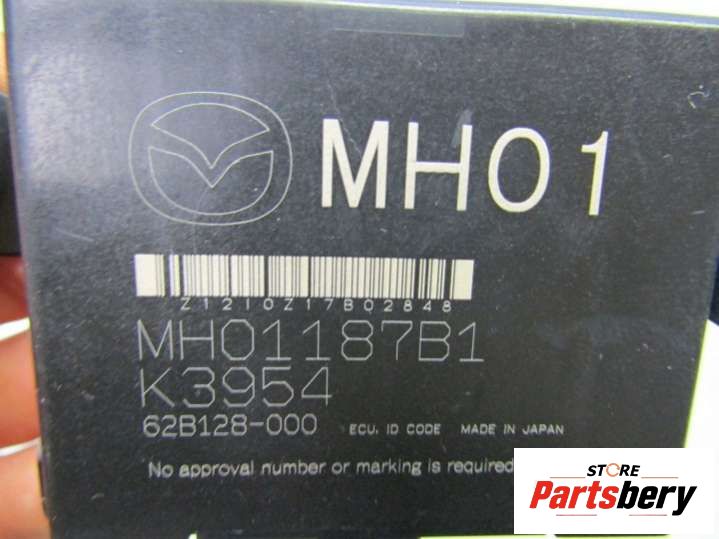 MH01
Z1210Z17B02848
MH01187B1
K3954
62B128-000 ECU. ID CODE MADE IN JAPAN
No approval number or marking is required
STORE
Partsbery